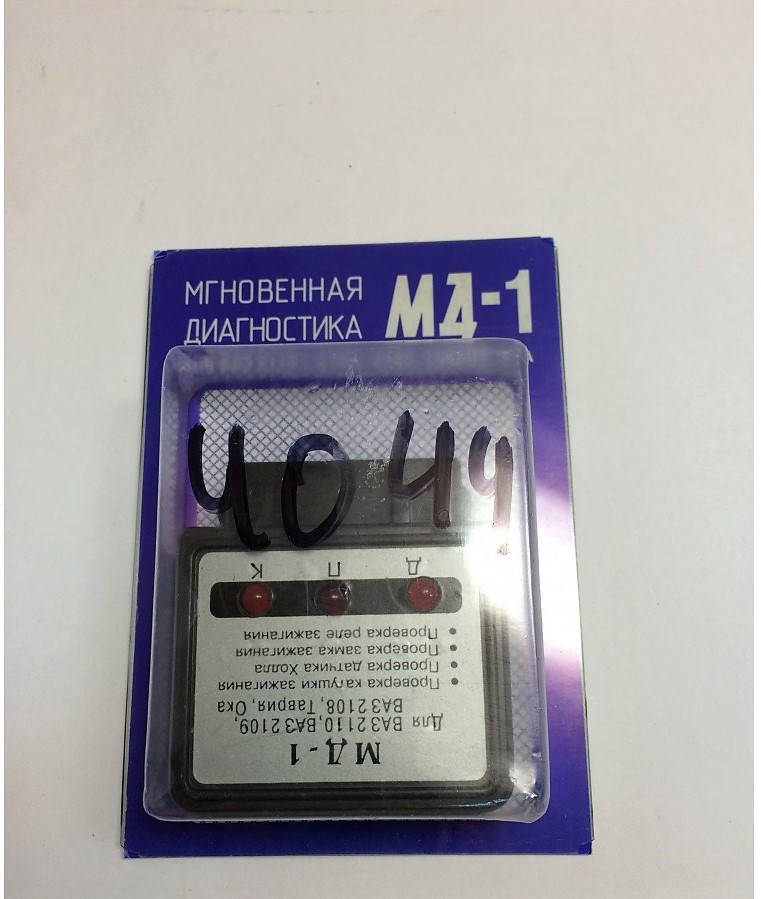 МГНОВЕННАЯ
ДИАГНОСТИКА
МД-1
4044
МД-1
Для ВАЗ2110, ВАЗ2109,
ВАЗ2108, Таврия, Ока
• Проверка катушки зажигания
• Проверка датчика Холла
• Проверка замка зажигания
• Проверка реле зажигания
Д П К